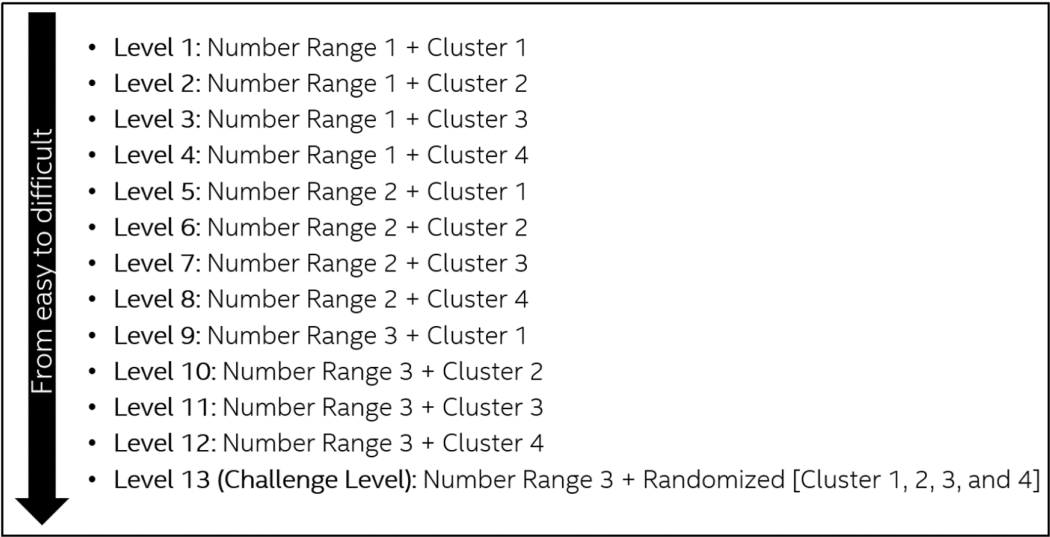 From easy to difficult
• Level 1: Number Range 1 + Cluster 1
• Level 2: Number Range 1 + Cluster 2
• Level 3: Number Range 1 + Cluster 3
• Level 4: Number Range 1 + Cluster 4
• Level 5: Number Range 2 + Cluster 1
• Level 6: Number Range 2 + Cluster 2
• Level 7: Number Range 2 + Cluster 3
• Level 8: Number Range 2 + Cluster 4
• Level 9: Number Range 3 + Cluster 1
• Level 10: Number Range 3 + Cluster 2
• Level 11: Number Range 3 + Cluster 3
• Level 12: Number Range 3 + Cluster 4
• Level 13 (Challenge Level): Number Range 3 + Randomized [Cluster 1, 2, 3, and 4]